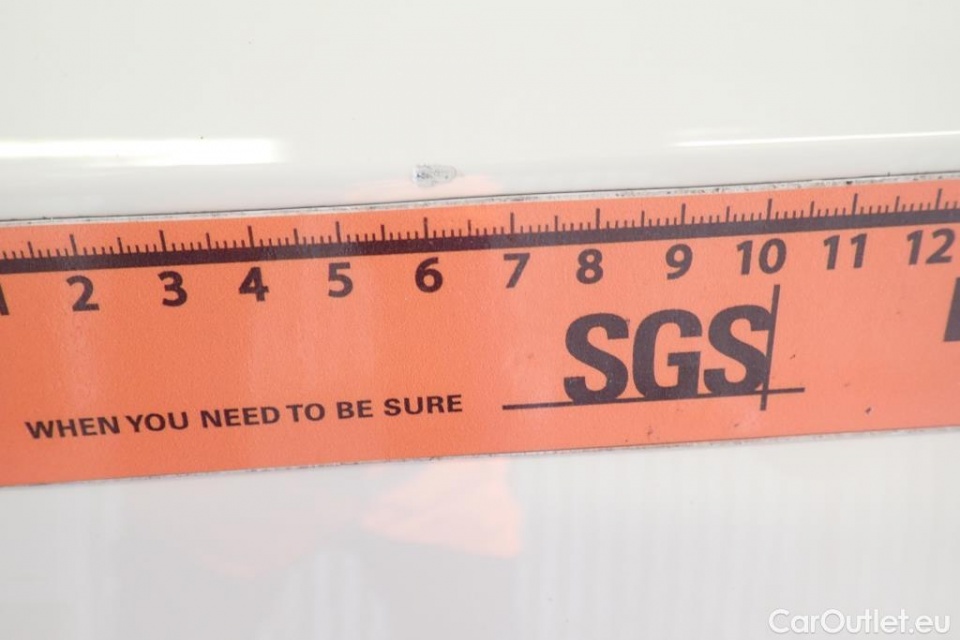 1 2 3 4 5 6 7 8 9 10 11 12
SGS
WHEN YOU NEED TO BE SURE
CarOutlet.eu